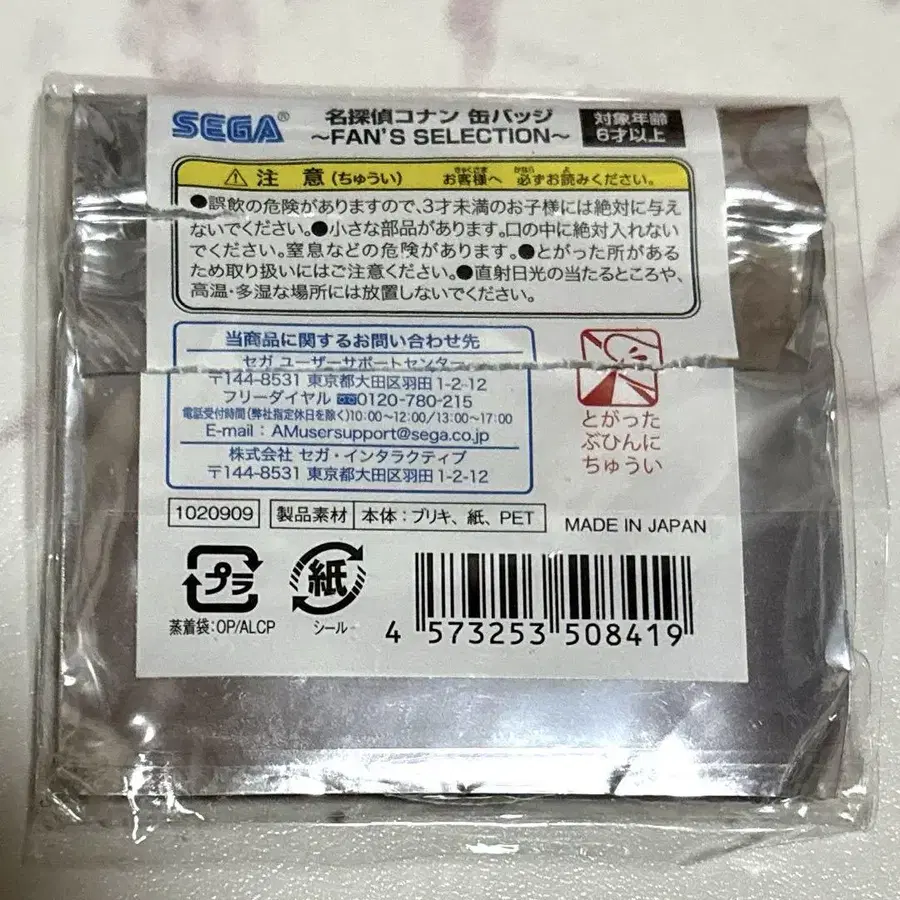 SEGA®
名探偵コナン 缶バッジ
～FAN'S SELECTION～
対象年齢
6才以上
⚠注 意(ちゅうい) お客様へ 必ずお読みください。
●誤飲の危険がありますので、3才未満のお子様には絶対に与え
ないでください。●小さな部品があります。口の中に絶対入れない
でください。窒息などの危険があります。●とがった所がある
ため取り扱いにはご注意ください。●直射日光の当たるところや、
高温・多湿な場所には放置しないでください。
当商品に関するお問い合わせ先
セガ ユーザーサポートセンター
〒144-8531 東京都大田区羽田1-2-12
フリーダイヤル 0120-780-215
電話受付時間(弊社指定休日を除く)10:00～12:00/13:00～17:00
E-mail：AMusersupport@sega.co.jp
株式会社 セガ・インタラクティブ
〒144-8531 東京都大田区羽田1-2-12
とがった
ぶひんに
ちゅうい
1020909
製品素材
本体：ブリキ、紙、PET
MADE IN JAPAN
プラ
蒸着袋:OP/ALCP
紙
シール
4 573253 508419